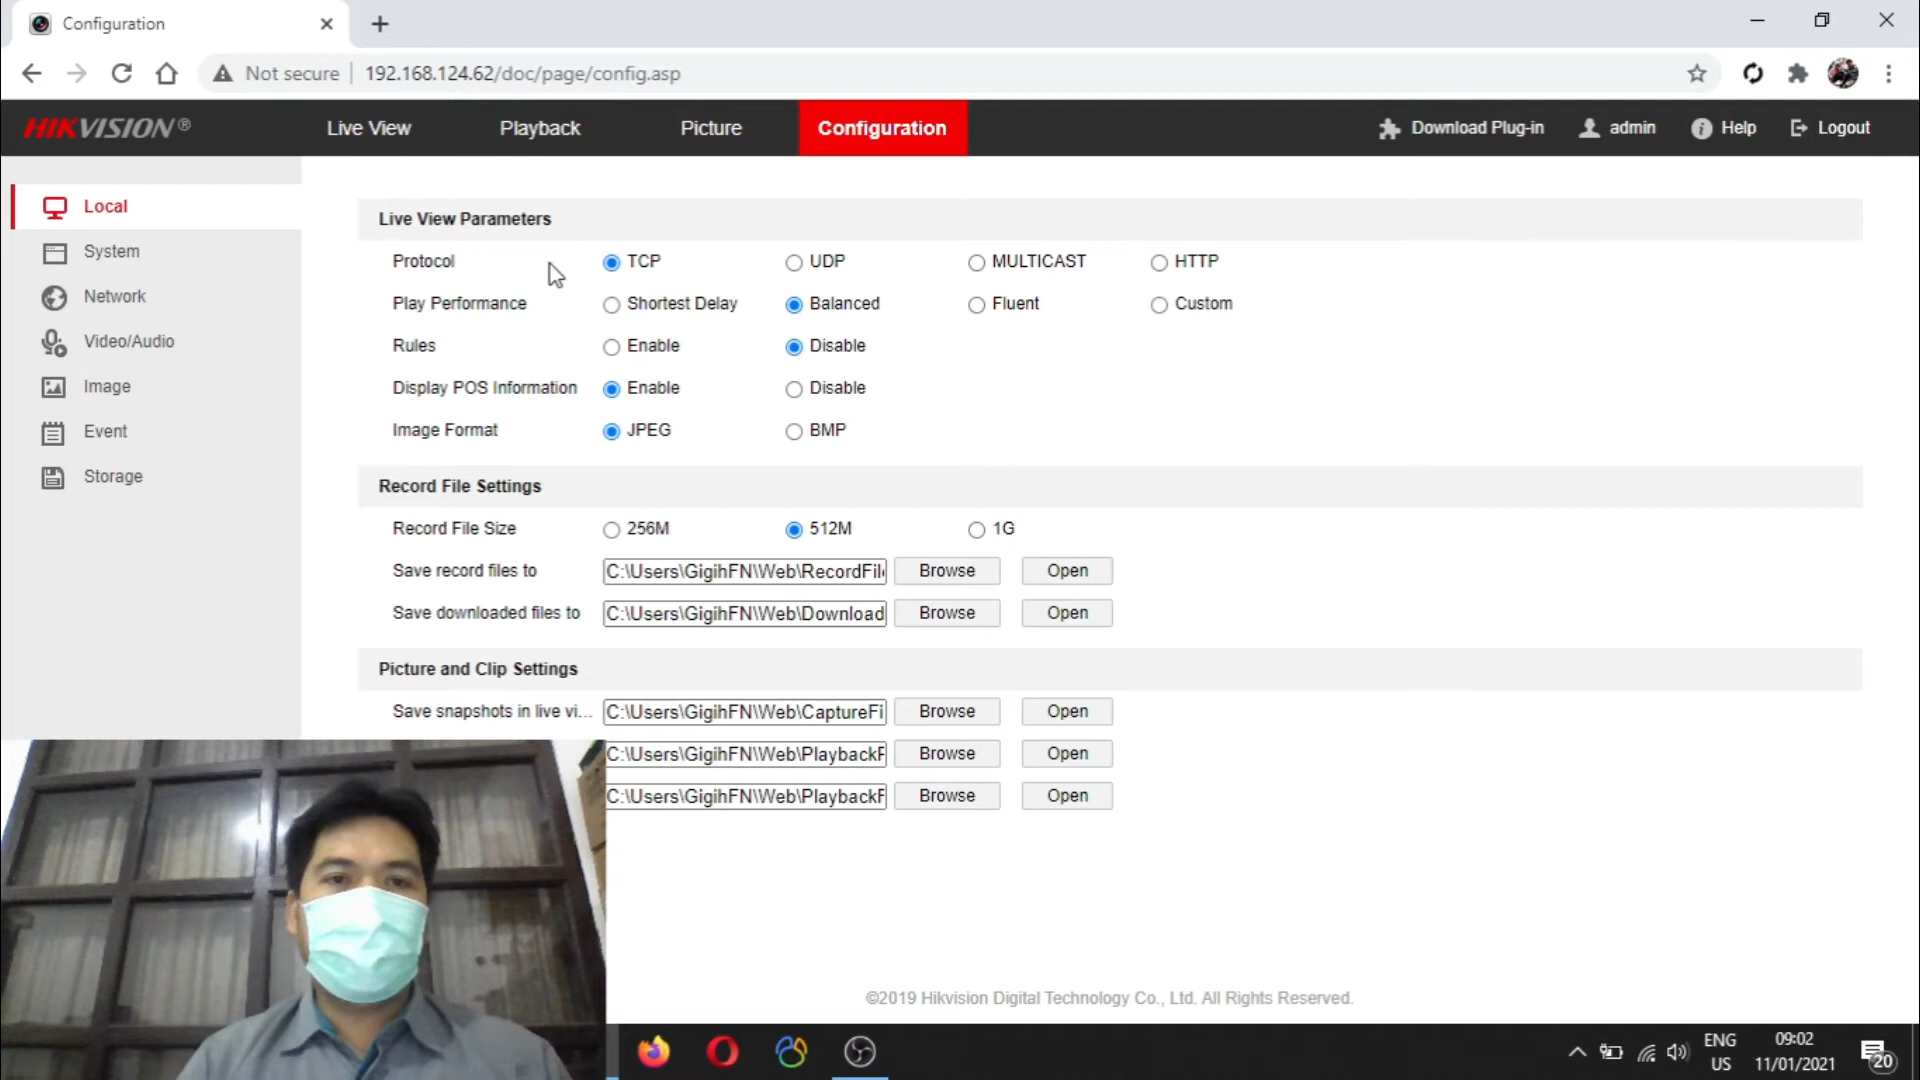 Configuration
Not secure 192.168.124.62/doc/page/config.asp
HIKVISION® Live View Playback Picture Configuration Download Plug-in admin Help Logout
Local
System
Network
Video/Audio
Image
Event
Storage
Live View Parameters
Protocol TCP UDP MULTICAST HTTP
Play Performance Shortest Delay Balanced Fluent Custom
Rules Enable Disable
Display POS Information Enable Disable
Image Format JPEG BMP
Record File Settings
Record File Size 256M 512M 1G
Save record files to C:\Users\GigihFN\Web\RecordFil Browse Open
Save downloaded files to C:\Users\GigihFN\Web\Download Browse Open
Picture and Clip Settings
Save snapshots in live vi... C:\Users\GigihFN\Web\CaptureFi Browse Open
C:\Users\GigihFN\Web\PlaybackF Browse Open
C:\Users\GigihFN\Web\PlaybackF Browse Open
©2019 Hikvision Digital Technology Co., Ltd. All Rights Reserved.
ENG 09:02
US 11/01/2021 20